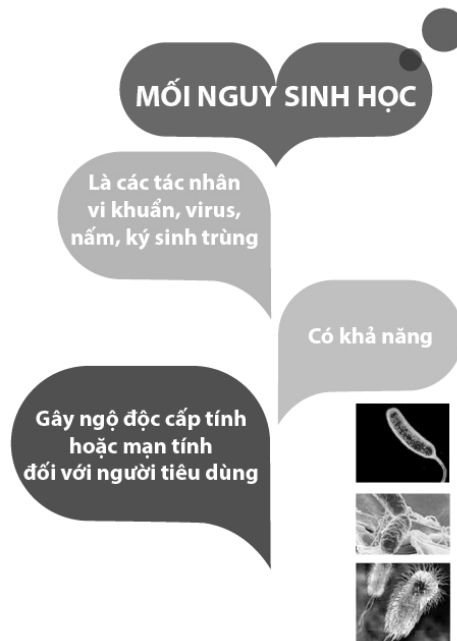 MỐI NGUY SINH HỌC
Là các tác nhân
vi khuẩn, virus,
nấm, ký sinh trùng
Có khả năng
Gây ngộ độc cấp tính
hoặc mạn tính
đối với người tiêu dùng